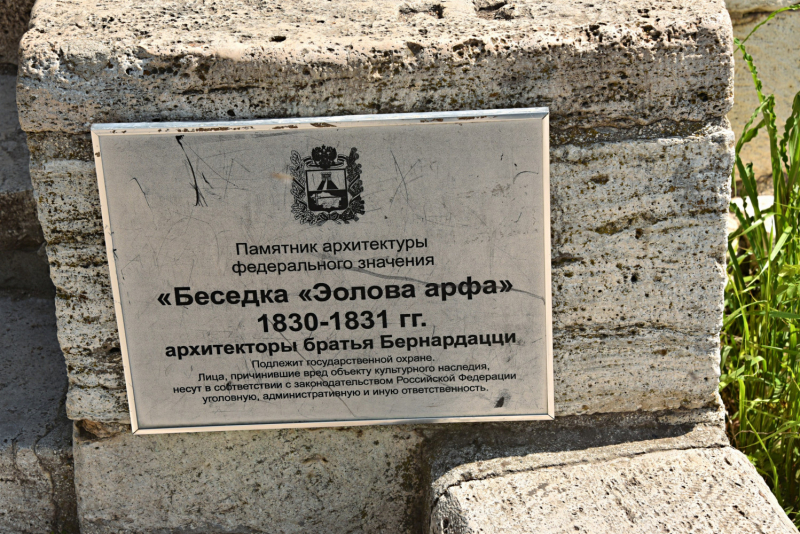 Памятник архитектуры
федерального значения
«Беседка «Эолова арфа»
1830-1831 гг.
архитекторы братья Бернардацци
Подлежит государственной охране.
Лица, причинившие вред объекту культурного наследия,
несут в соответствии с законодательством Российской Федерации
уголовную, административную и иную ответственность.